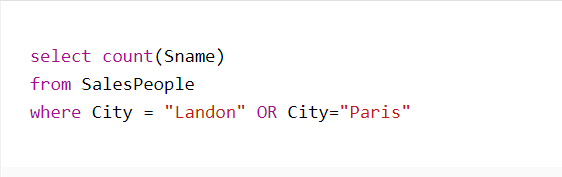 select count(Sname)
from SalesPeople
where City = "Landon" OR City="Paris"